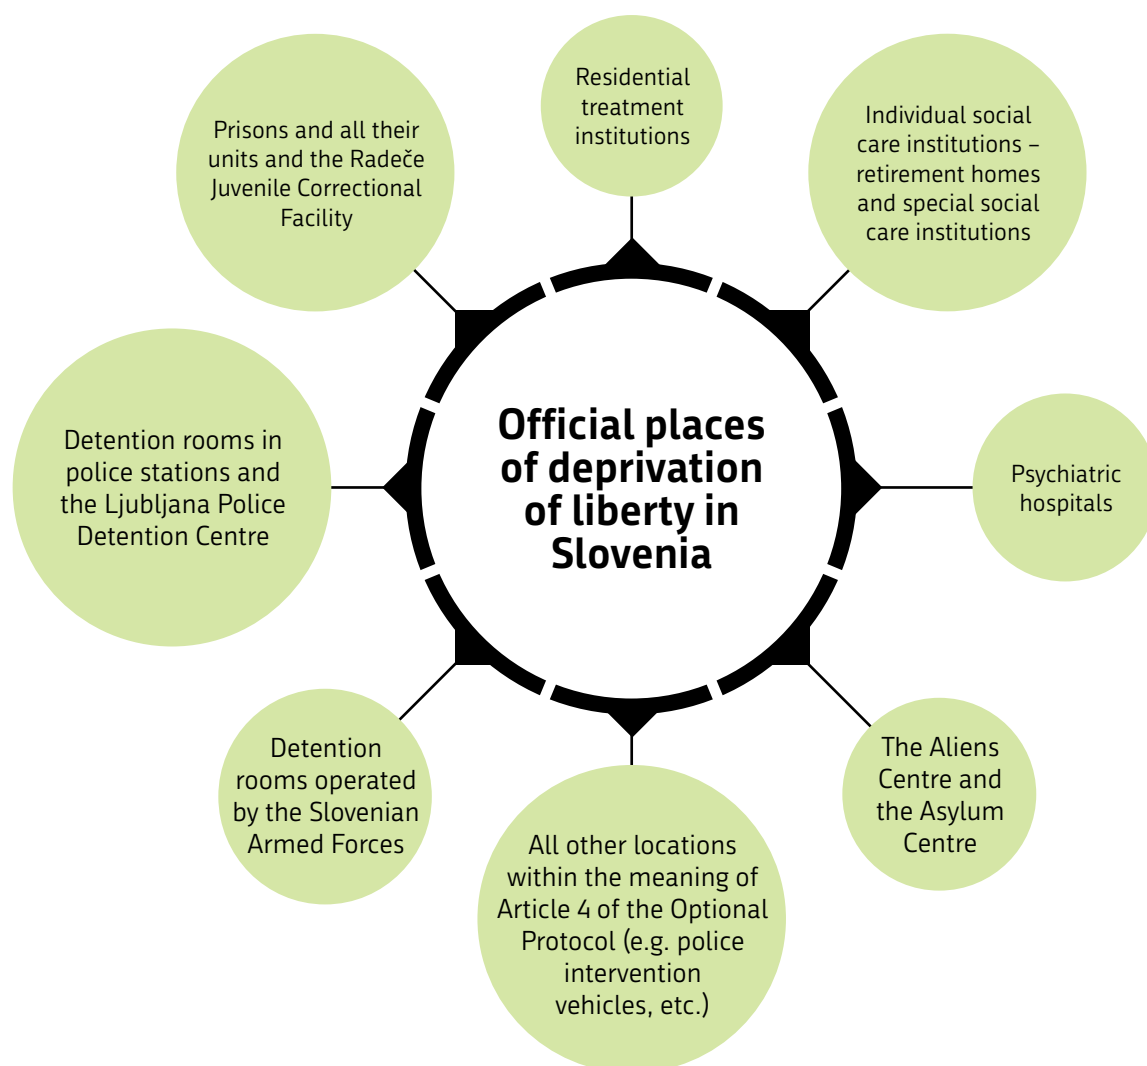 Residential
treatment
institutions
Individual social
care institutions –
retirement homes
and special social
care institutions
Prisons and all their
units and the Radeče
Juvenile Correctional
Facility
Official places
of deprivation
of liberty in
Slovenia
Psychiatric
hospitals
Detention rooms in
police stations and
the Ljubljana Police
Detention Centre
The Aliens
Centre and
the Asylum
Centre
Detention
rooms operated
by the Slovenian
Armed Forces
All other locations
within the meaning of
Article 4 of the Optional
Protocol (e.g. police
intervention
vehicles, etc.)